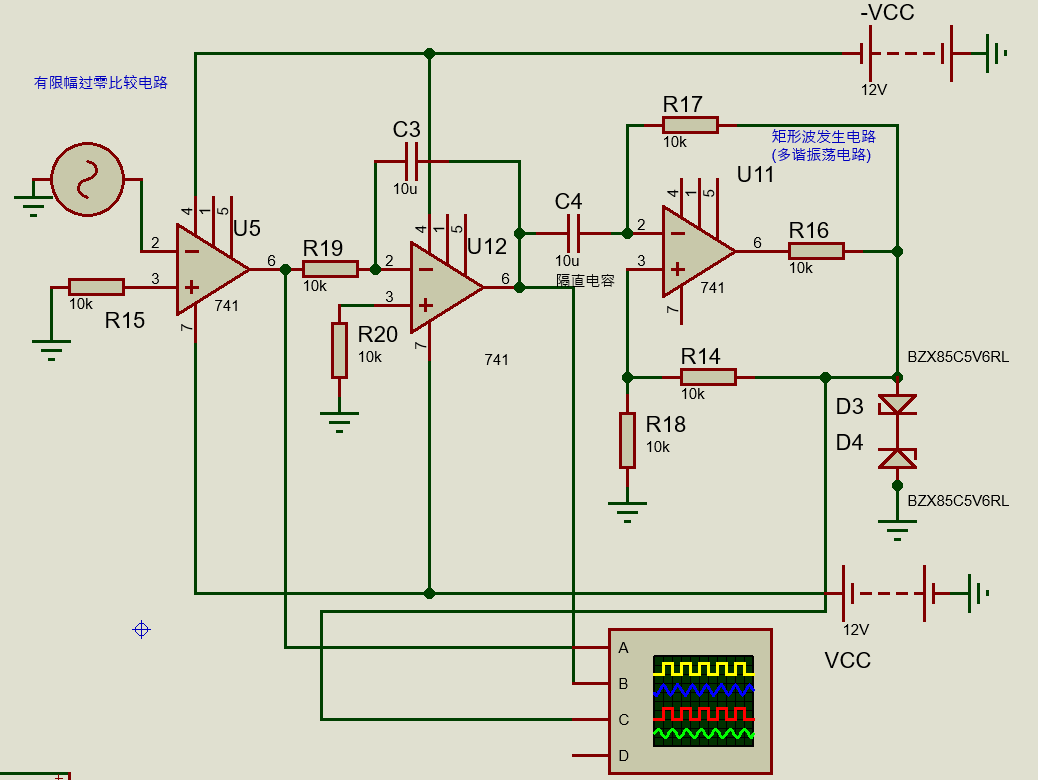 -VCC
12V
有限幅过零比较电路
R17
10k
矩形波发生电路
(多谐振荡电路)
C3
10u
U11
4
1
5
C4
10u
隔直电容
2
3
6
7
741
R16
10k
4
1
5
U5
2
3
6
7
741
R15
10k
R19
10k
4
1
5
U12
2
3
6
7
741
R20
10k
R14
10k
R18
10k
BZX85C5V6RL
D3
D4
BZX85C5V6RL
12V
VCC
A
B
C
D